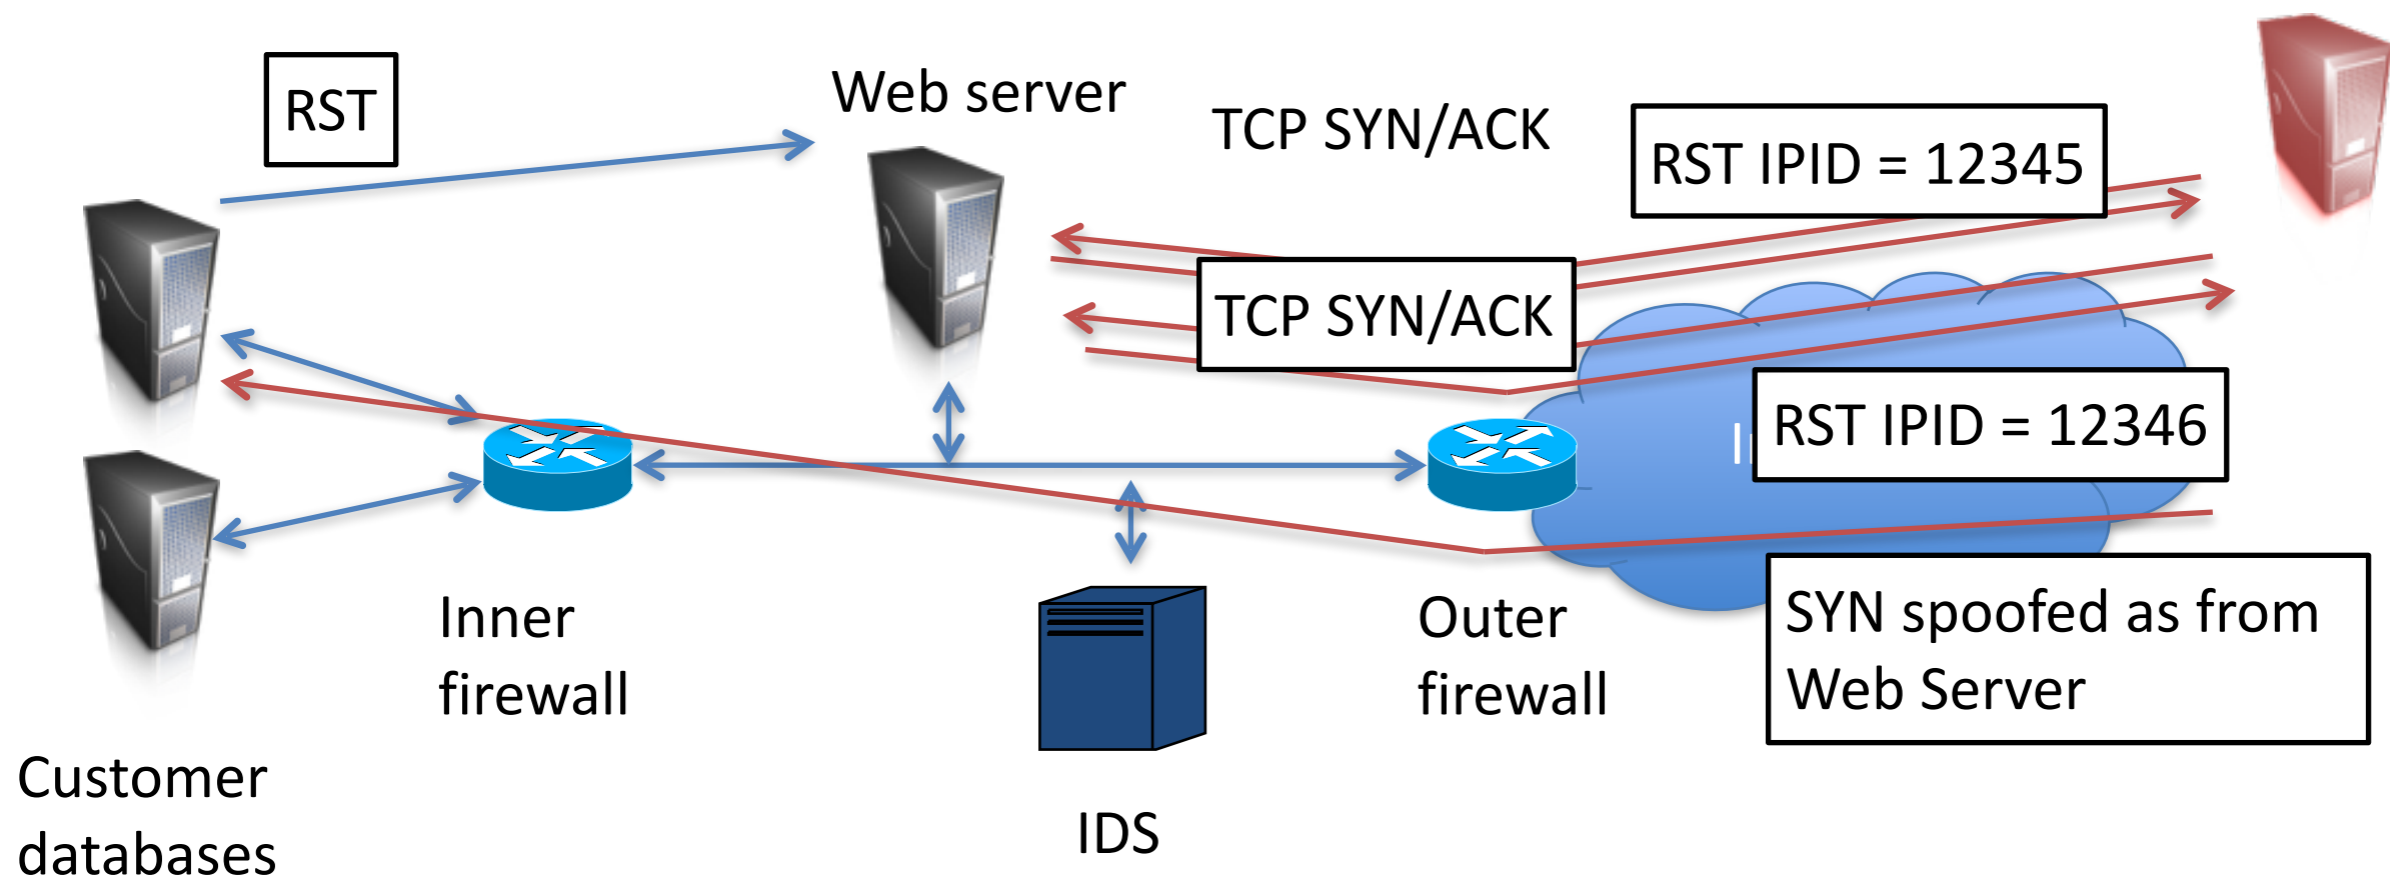 RST
Web server
TCP SYN/ACK
RST IPID = 12345
TCP SYN/ACK
RST IPID = 12346
Inner
firewall
Outer
firewall
SYN spoofed as from
Web Server
Customer
databases
IDS